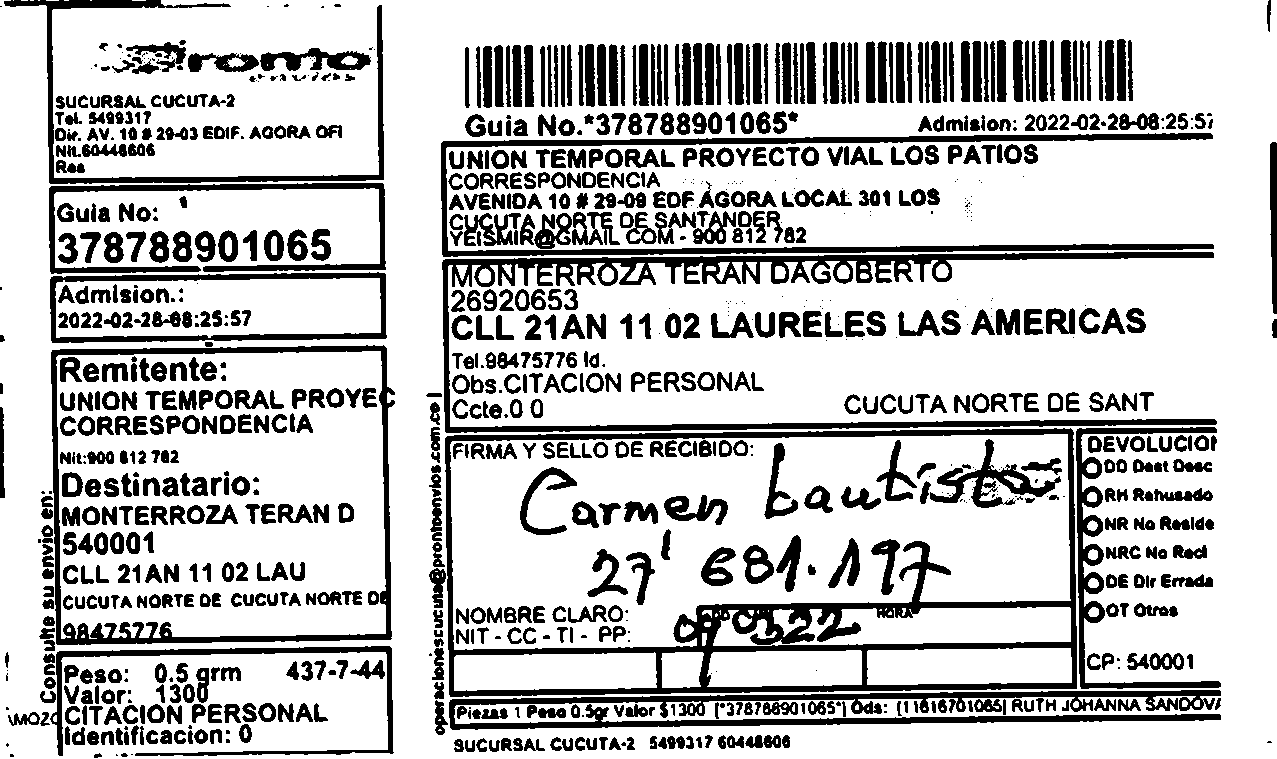 Pronto
envios
SUCURSAL CUCUTA-2
Tel. 5499317
Dir. AV. 10 # 29-03 EDIF. AGORA OFI
Nit.60448606
Res
Guia No:
378788901065
Admision.:
2022-02-28-08:25:57
Remitente:
UNION TEMPORAL PROYEC
CORRESPONDENCIA
Nit:900 812 782
Destinatario:
MONTERROZA TERAN D
540001
CLL 21AN 11 02 LAU
CUCUTA NORTE DE CUCUTA NORTE DE
98475776
Peso: 0.5 grm 437-7-44
Valor: 1300
CITACION PERSONAL
Identificacion: 0
Consulte su envio en:
Guia No.*378788901065*
Admision: 2022-02-28-08:25:57
UNION TEMPORAL PROYECTO VIAL LOS PATIOS
CORRESPONDENCIA
AVENIDA 10 # 29-09 EDF AGORA LOCAL 301 LOS
CUCUTA NORTE DE SANTANDER
YEISMIR@GMAIL COM - 900 812 782
MONTERROZA TERAN DAGOBERTO
26920653
CLL 21AN 11 02 LAURELES LAS AMERICAS
Tel.98475776 Id.
Obs.CITACION PERSONAL
Ccte.0 0
CUCUTA NORTE DE SANT
operacionescucuta@prontoenvios.com.co |
FIRMA Y SELLO DE RECIBIDO:
Carmen bautista
27' 681.197
NOMBRE CLARO:
NIT - CC - TI - PP:
HORA
0322
DEVOLUCION
DD Dest Desc
RH Rehusado
NR No Reside
NRC No Recl
DE Dir Errada
OT Otros
CP: 540001
Piezas 1 Peso 0.5gr Valor $1300 [*378788901065*] Ods: [11616701065] RUTH JOHANNA SANDOVA
SUCURSAL CUCUTA-2 5499317 60448606